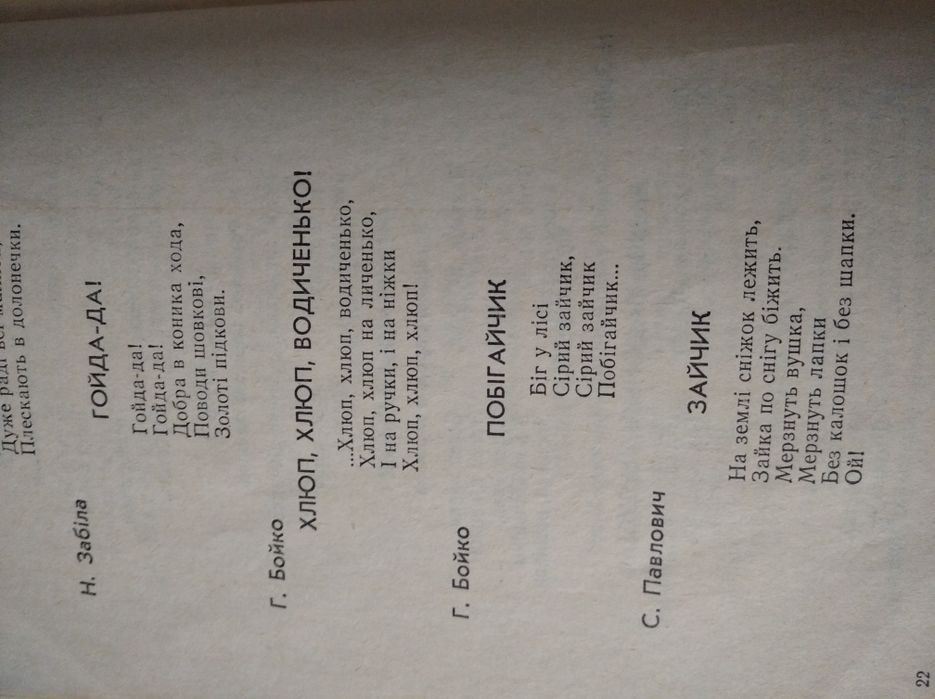 Дуже раді всі
Плескають в долонечки.
Н. Забіла
ГОЙДА-ДА!
Гойда-да!
Гойда-да!
Добра в коника хода,
Поводи шовкові,
Золоті підкови.
Г. Бойко
ХЛЮП, ХЛЮП, ВОДИЧЕНЬКО!
...Хлюп, хлюп, водиченько,
Хлюп, хлюп на личенько,
І на ручки, і на ніжки
Хлюп, хлюп, хлюп!
Г. Бойко
ПОБІГАЙЧИК
Біг у лісі
Сірий зайчик,
Сірий зайчик
Побігайчик...
С. Павлович
ЗАЙЧИК
На землі сніжок лежить,
Зайка по снігу біжить.
Мерзнуть вушка,
Мерзнуть лапки
Без калошок і без шапки.
Ой!
22